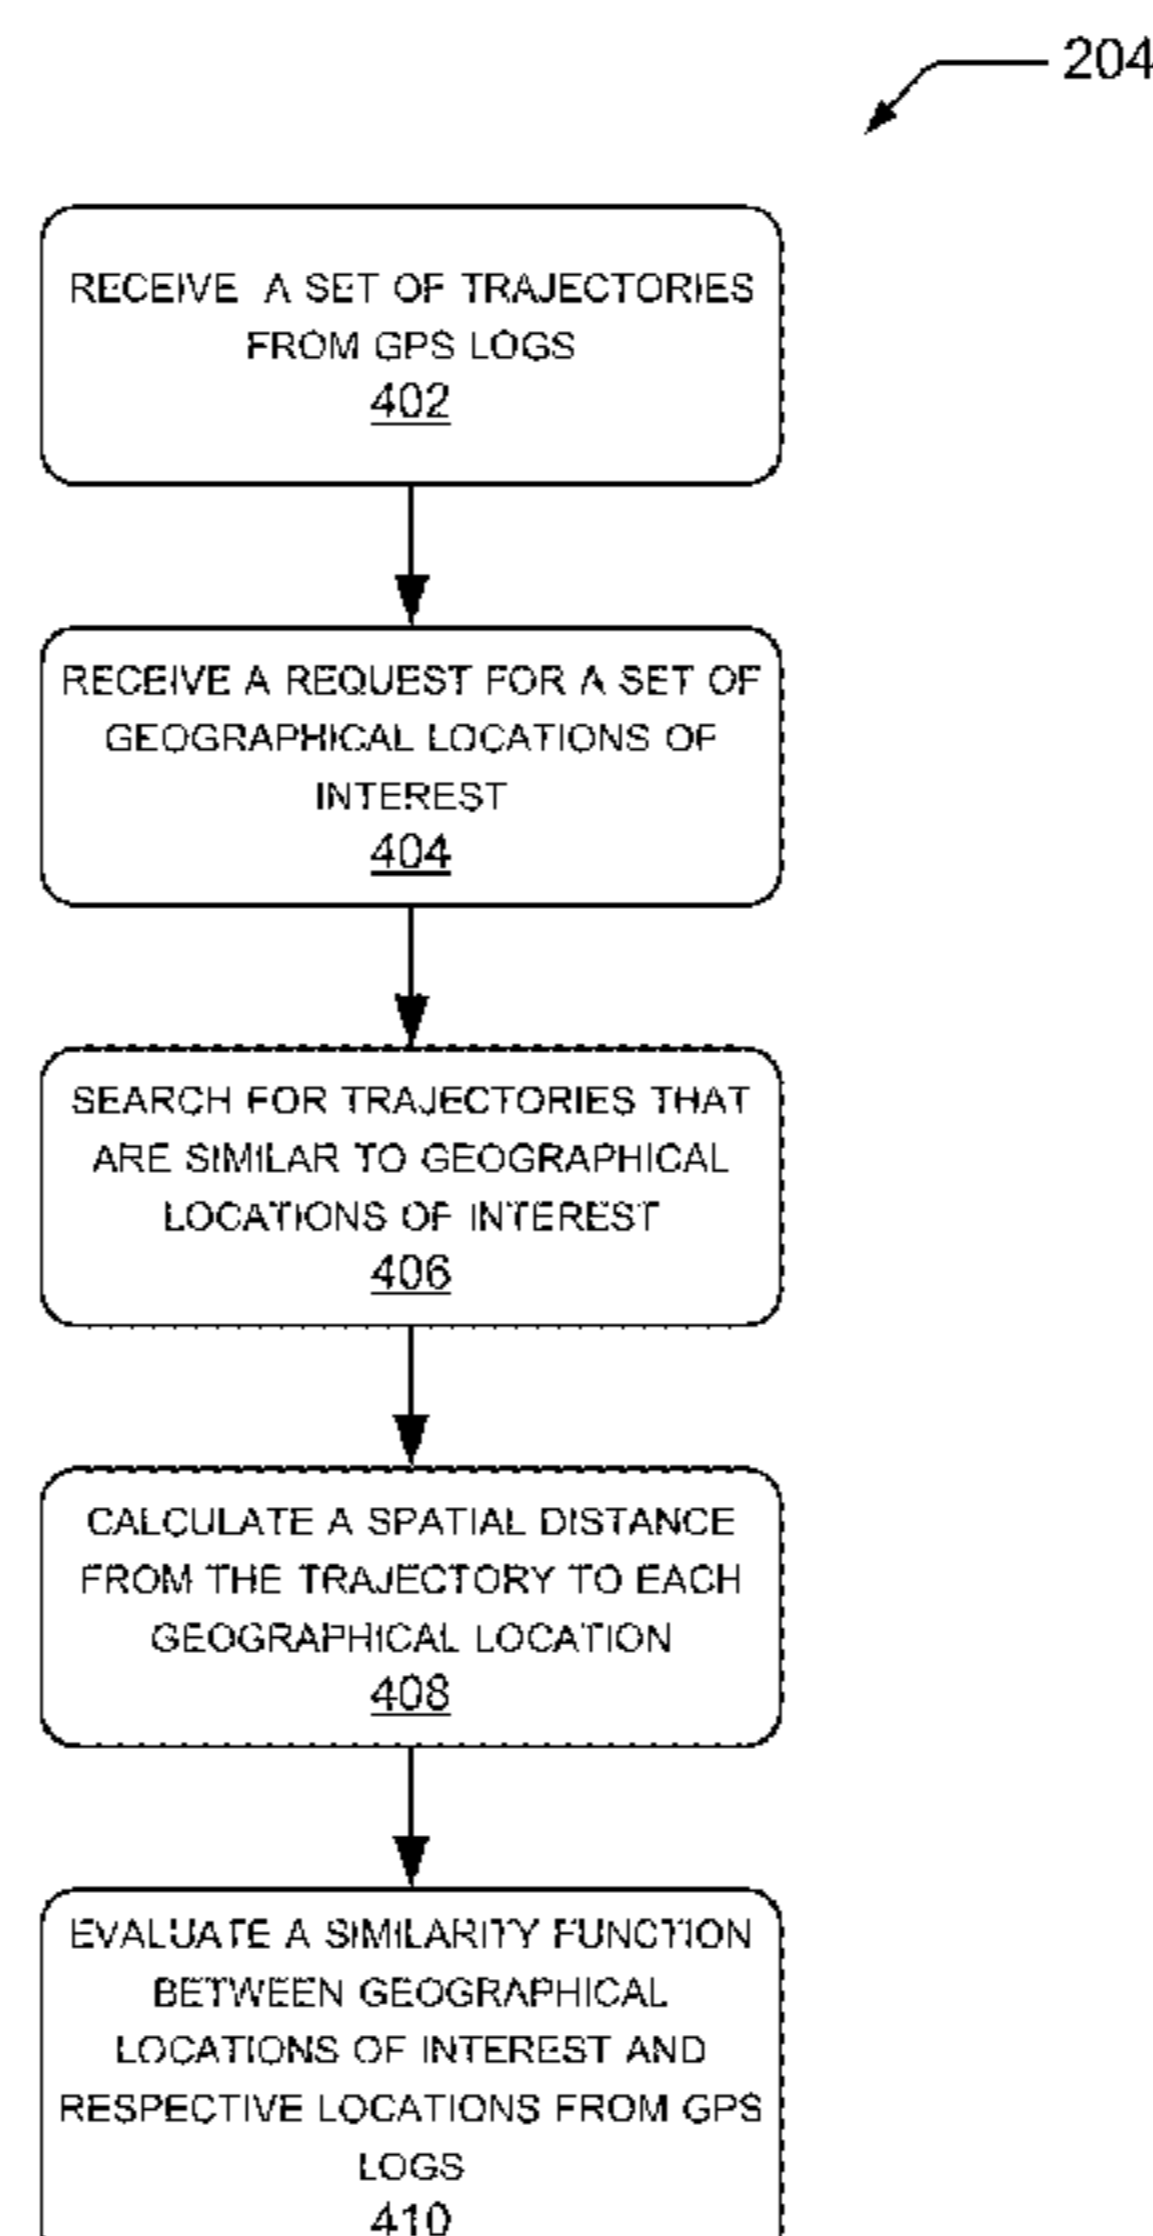 204
RECEIVE A SET OF TRAJECTORIES
FROM GPS LOGS
402
RECEIVE A REQUEST FOR A SET OF
GEOGRAPHICAL LOCATIONS OF
INTEREST
404
SEARCH FOR TRAJECTORIES THAT
ARE SIMILAR TO GEOGRAPHICAL
LOCATIONS OF INTEREST
406
CALCULATE A SPATIAL DISTANCE
FROM THE TRAJECTORY TO EACH
GEOGRAPHICAL LOCATION
408
EVALUATE A SIMILARITY FUNCTION
BETWEEN GEOGRAPHICAL
LOCATIONS OF INTEREST AND
RESPECTIVE LOCATIONS FROM GPS
LOGS
410